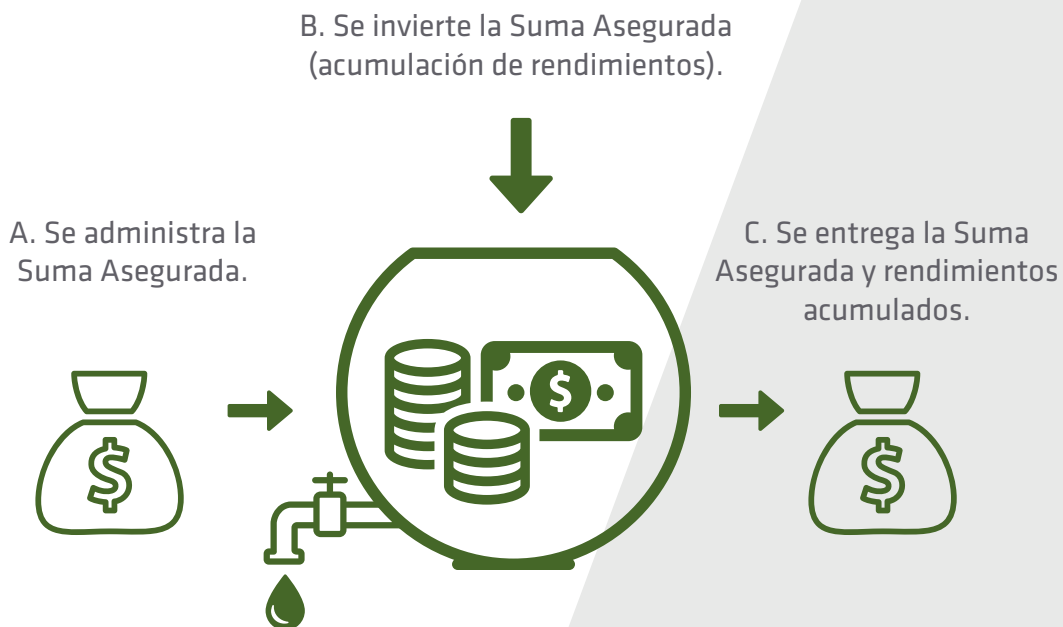 B. Se invierte la Suma Asegurada
(acumulación de rendimientos).
A. Se administra la
Suma Asegurada.
C. Se entrega la Suma
Asegurada y rendimientos
acumulados.
$
$
$